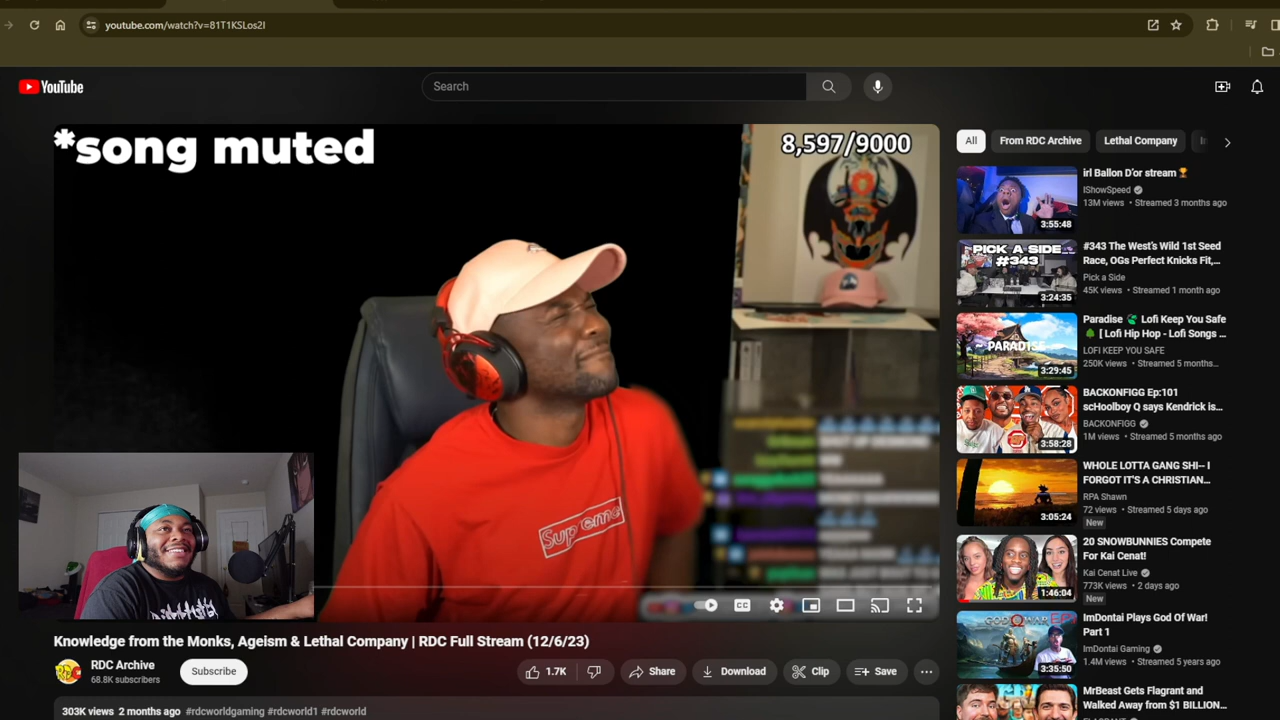 youtube.com/watch?v=81T1KSLos2I
YouTube
Search
*song muted
8,597/9000
Supreme
CC
Knowledge from the Monks, Ageism & Lethal Company | RDC Full Stream (12/6/23)
RDC Archive
68.8K subscribers
Subscribe
1.7K
Share
Download
Clip
Save
303K views 2 months ago #rdcworldgaming #rdcworld1 #rdcworld
All
From RDC Archive
Lethal Company
irl Ballon D'or stream🏆
IShowSpeed
13M views • Streamed 3 months ago
3:55:48
PICK A SIDE
#343
3:24:35
#343 The West's Wild 1st Seed
Race, OGs Perfect Knicks Fit,...
Pick a Side
45K views • Streamed 1 month ago
PARADISE
3:29:45
Paradise 🐲 Lofi Keep You Safe
🌲 [ Lofi Hip Hop - Lofi Songs ...
LOFI KEEP YOU SAFE
250K views • Streamed 5 months...
3:58:28
BACKONFIGG Ep:101
scHoolboy Q says Kendrick is...
BACKONFIGG
1M views • Streamed 5 months ago
3:05:24
WHOLE LOTTA GANG SHI-- I
FORGOT IT'S A CHRISTIAN...
RPA Shawn
72 views • Streamed 5 days ago
New
1:46:04
20 SNOWBUNNIES Compete
For Kai Cenat!
Kai Cenat Live
773K views • 2 days ago
New
GOD WAR
3:35:50
ImDontai Plays God Of War!
Part 1
ImDontai Gaming
1.4M views • Streamed 5 years ago
MrBeast Gets Flagrant and
Walked Away from $1 BILLION...